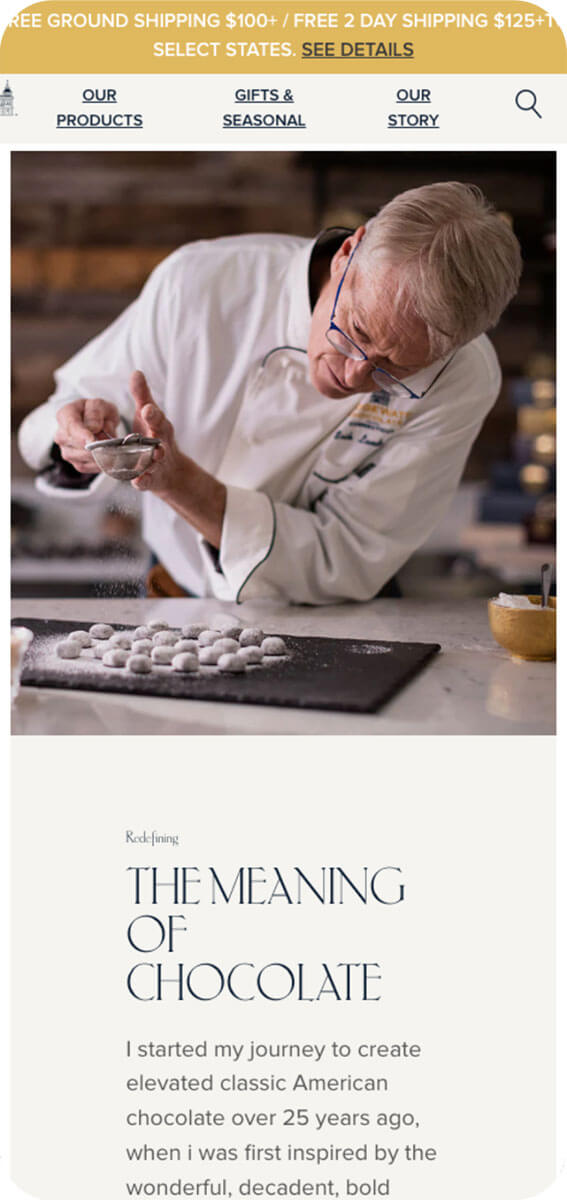 REE GROUND SHIPPING $100+ / FREE 2 DAY SHIPPING $125+T
SELECT STATES. SEE DETAILS
OUR
PRODUCTS
GIFTS &
SEASONAL
OUR
STORY
Redefining
THE MEANING
OF
CHOCOLATE
I started my journey to create
elevated classic American
chocolate over 25 years ago,
when i was first inspired by the
wonderful, decadent, bold